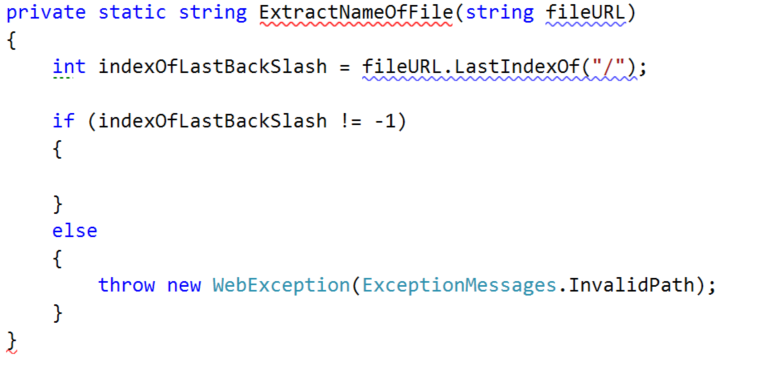 private static string ExtractNameOfFile(string fileURL)
{
    int indexOfLastBackSlash = fileURL.LastIndexOf("/");

    if (indexOfLastBackSlash != -1)
    {

    }
    else
    {
        throw new WebException(ExceptionMessages.InvalidPath);
    }
}